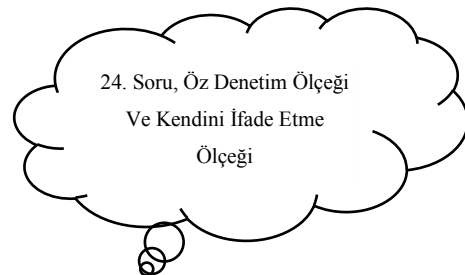 24. Soru, Öz Denetim Ölçeği
Ve Kendini İfade Etme
Ölçeği